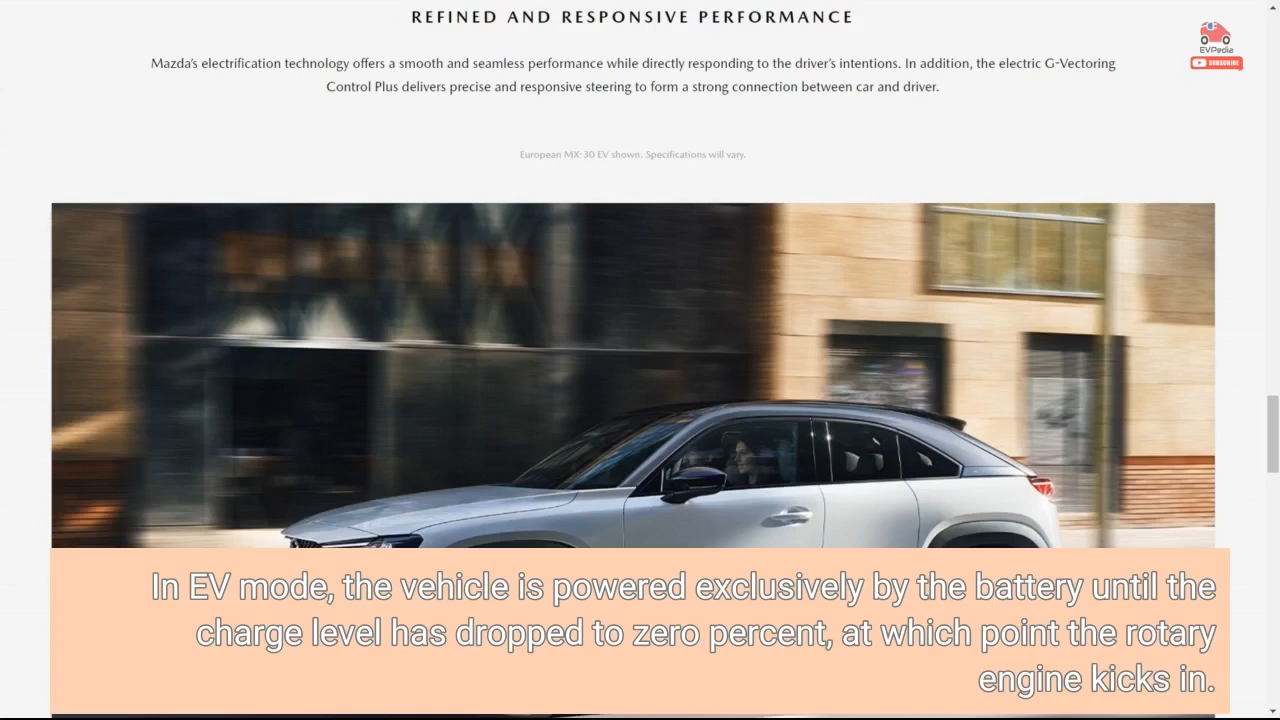 REFINED AND RESPONSIVE PERFORMANCE
EVPedia
SUBSCRIBE
Mazda's electrification technology offers a smooth and seamless performance while directly responding to the driver's intentions. In addition, the electric G-Vectoring
Control Plus delivers precise and responsive steering to form a strong connection between car and driver.
European MX-30 EV shown. Specifications will vary.
In EV mode, the vehicle is powered exclusively by the battery until the
charge level has dropped to zero percent, at which point the rotary
engine kicks in.